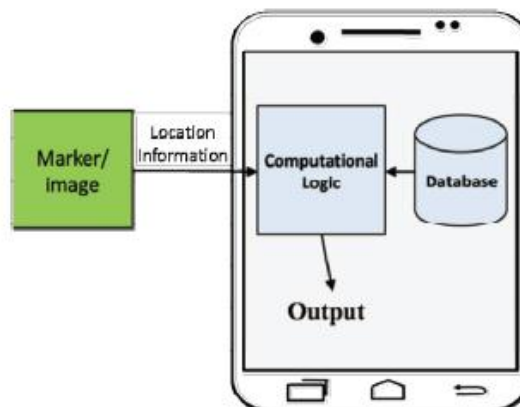 Location
Information
Marker/
image
Computational
Logic
Database
Output